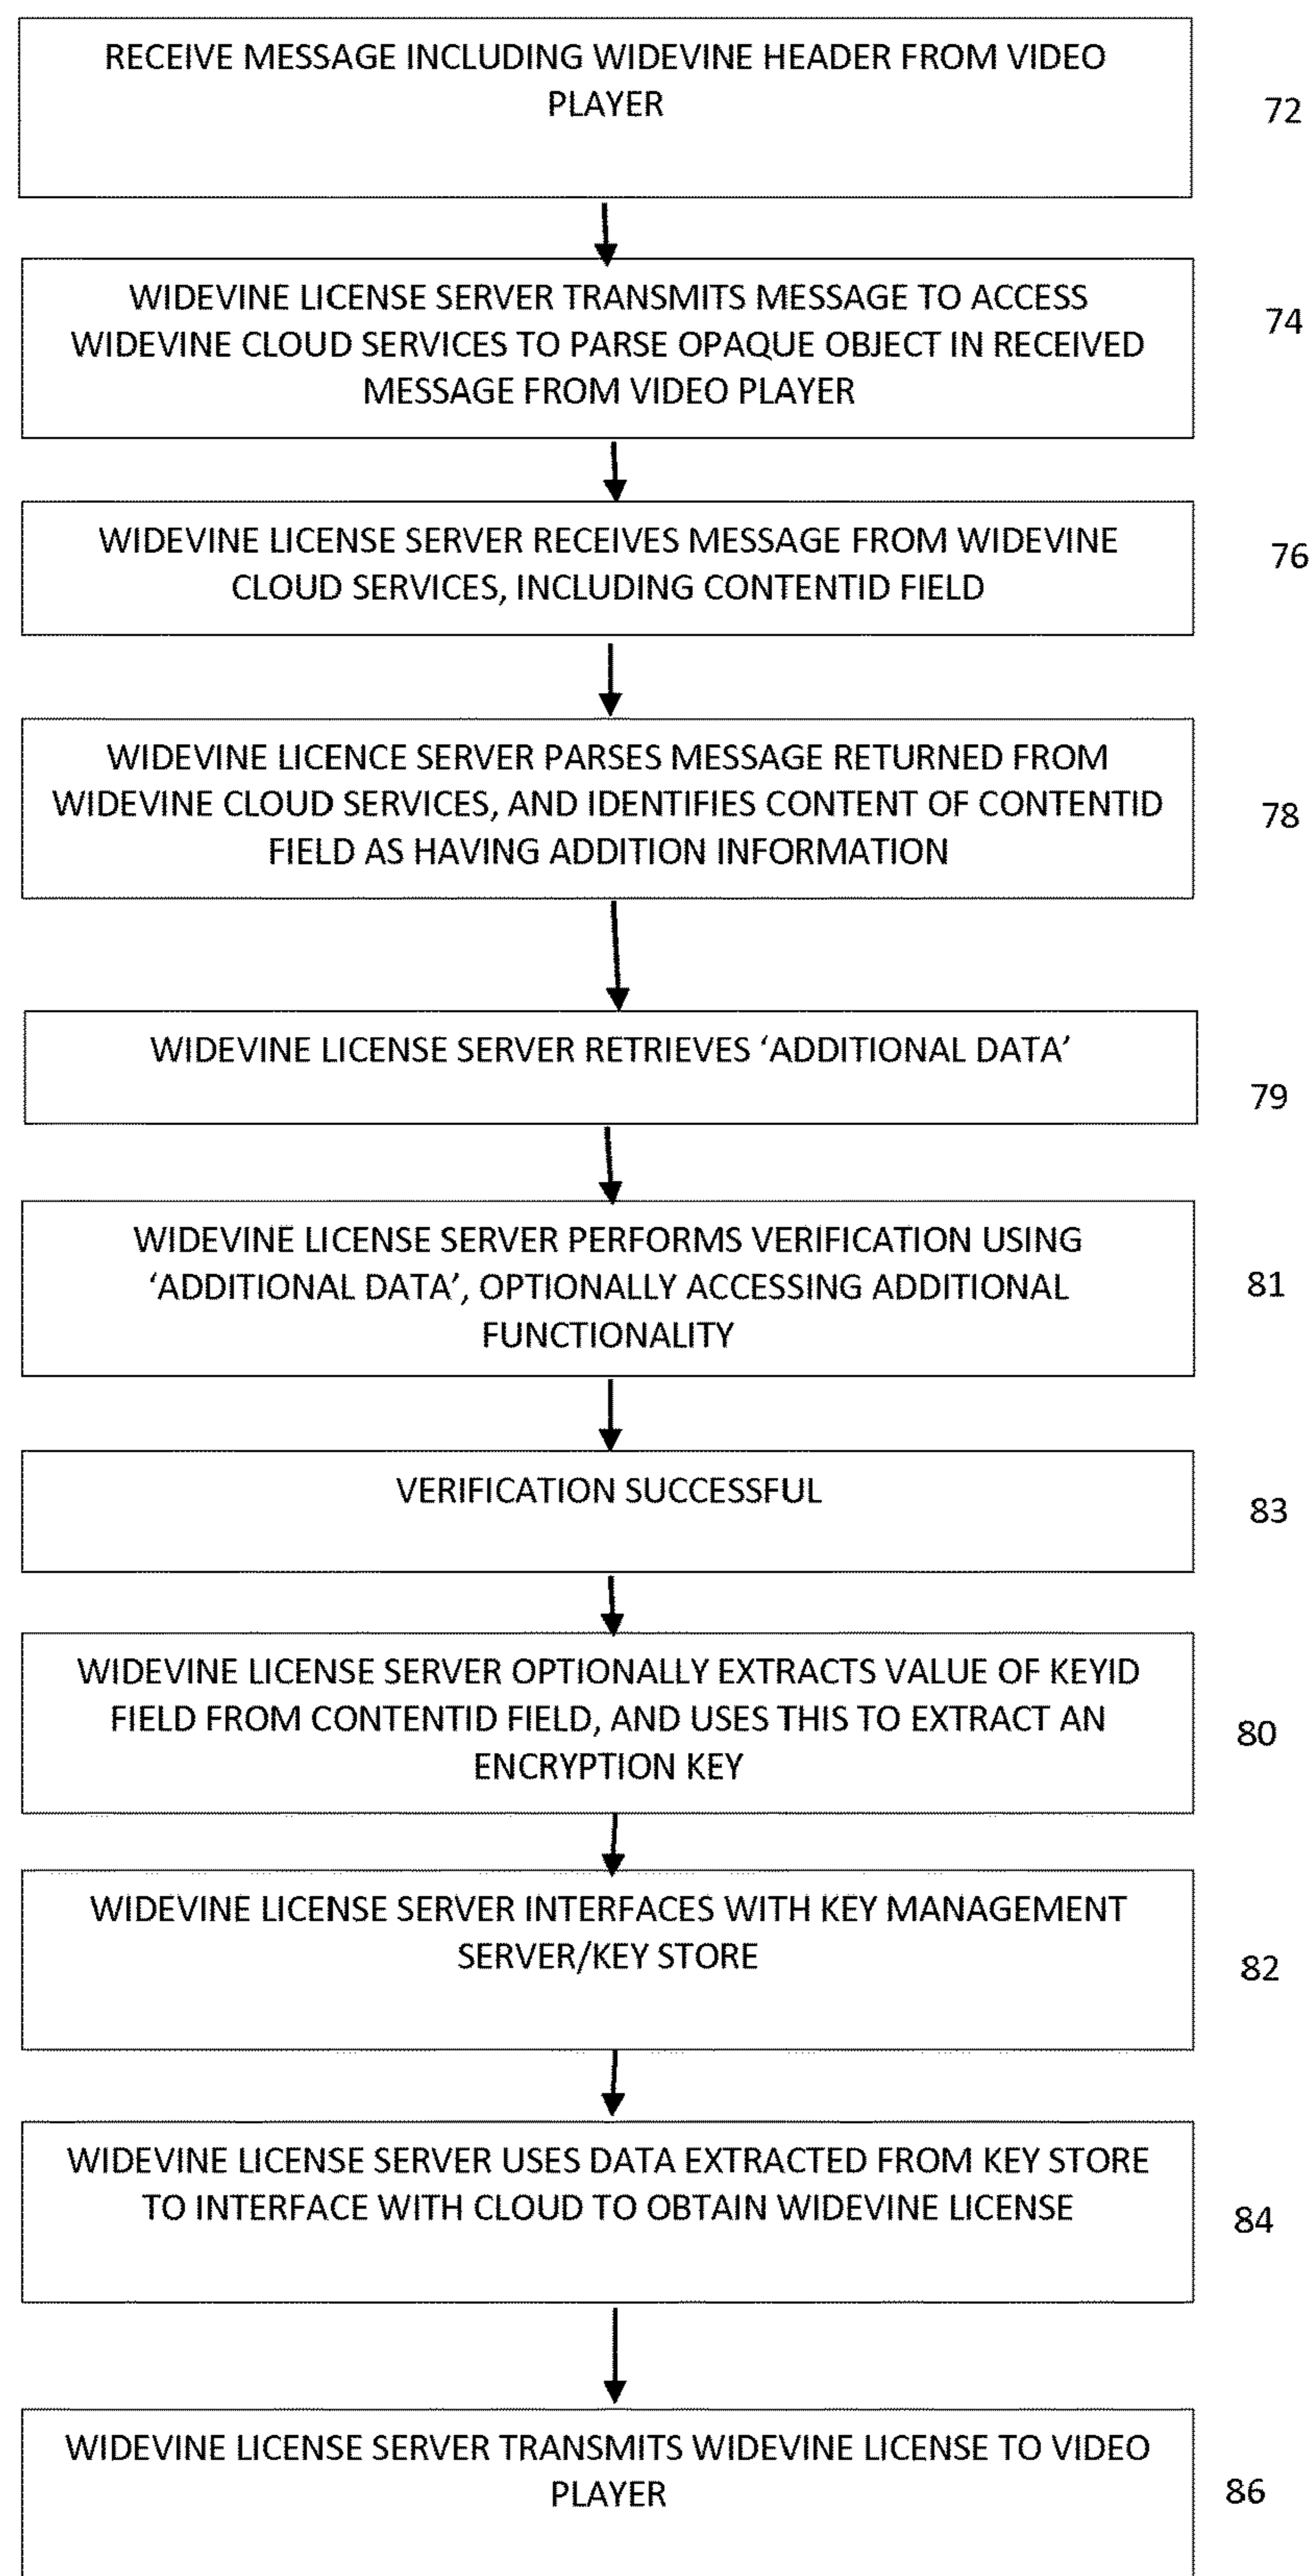 RECEIVE MESSAGE INCLUDING WIDEVINE HEADER FROM VIDEO
PLAYER
72
WIDEVINE LICENSE SERVER TRANSMITS MESSAGE TO ACCESS
WIDEVINE CLOUD SERVICES TO PARSE OPAQUE OBJECT IN RECEIVED
MESSAGE FROM VIDEO PLAYER
74
WIDEVINE LICENSE SERVER RECEIVES MESSAGE FROM WIDEVINE
CLOUD SERVICES, INCLUDING CONTENTID FIELD
76
WIDEVINE LICENCE SERVER PARSES MESSAGE RETURNED FROM
WIDEVINE CLOUD SERVICES, AND IDENTIFIES CONTENT OF CONTENTID
FIELD AS HAVING ADDITION INFORMATION
78
WIDEVINE LICENSE SERVER RETRIEVES ‘ADDITIONAL DATA’
79
WIDEVINE LICENSE SERVER PERFORMS VERIFICATION USING
‘ADDITIONAL DATA’, OPTIONALLY ACCESSING ADDITIONAL
FUNCTIONALITY
81
VERIFICATION SUCCESSFUL
83
WIDEVINE LICENSE SERVER OPTIONALLY EXTRACTS VALUE OF KEYID
FIELD FROM CONTENTID FIELD, AND USES THIS TO EXTRACT AN
ENCRYPTION KEY
80
WIDEVINE LICENSE SERVER INTERFACES WITH KEY MANAGEMENT
SERVER/KEY STORE
82
WIDEVINE LICENSE SERVER USES DATA EXTRACTED FROM KEY STORE
TO INTERFACE WITH CLOUD TO OBTAIN WIDEVINE LICENSE
84
WIDEVINE LICENSE SERVER TRANSMITS WIDEVINE LICENSE TO VIDEO
PLAYER
86